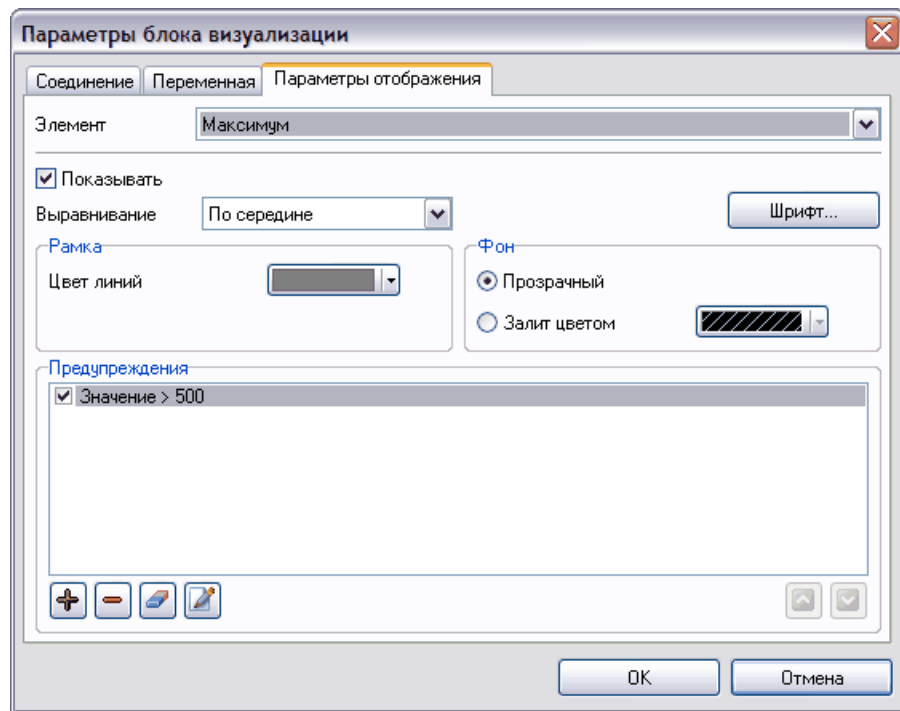 Параметры блока визуализации
Соединение Переменная Параметры отображения
Элемент Максимум
Показывать
Выравнивание По середине Шрифт...
Рамка Фон
Цвет линий Прозрачный
Залит цветом
Предупреждения
Значение > 500
OK Отмена